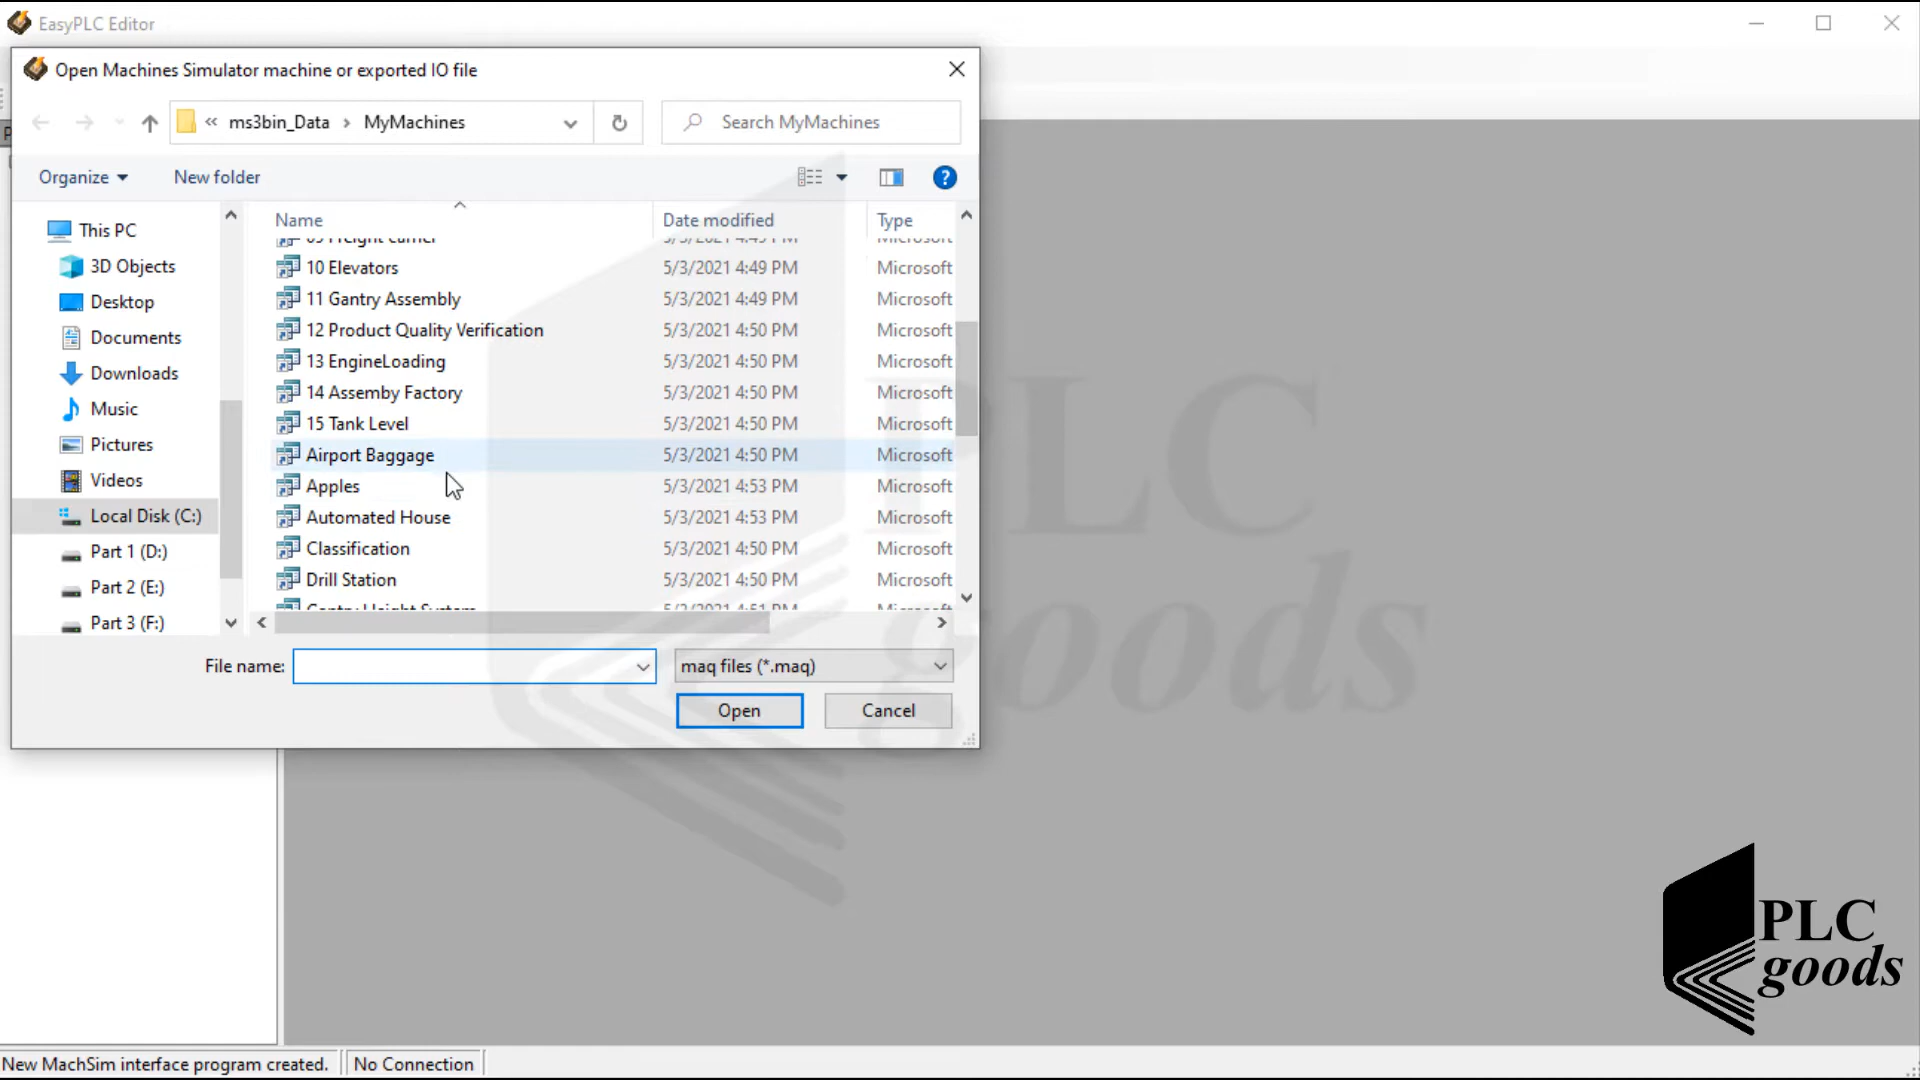 EasyPLC Editor
Open Machines Simulator machine or exported IO file
« ms3bin_Data › MyMachines
Search MyMachines
Organize
New folder
This PC
3D Objects
Desktop
Documents
Downloads
Music
Pictures
Videos
Local Disk (C:)
Part 1 (D:)
Part 2 (E:)
Part 3 (F:)
Name Date modified Type
10 Elevators 5/3/2021 4:49 PM Microsoft
11 Gantry Assembly 5/3/2021 4:49 PM Microsoft
12 Product Quality Verification 5/3/2021 4:50 PM Microsoft
13 EngineLoading 5/3/2021 4:50 PM Microsoft
14 Assemby Factory 5/3/2021 4:50 PM Microsoft
15 Tank Level 5/3/2021 4:50 PM Microsoft
Airport Baggage 5/3/2021 4:50 PM Microsoft
Apples 5/3/2021 4:53 PM Microsoft
Automated House 5/3/2021 4:53 PM Microsoft
Classification 5/3/2021 4:50 PM Microsoft
Drill Station 5/3/2021 4:50 PM Microsoft
File name:
maq files (*.maq)
Open
Cancel
PLC
goods
PLC
goods
New MachSim interface program created.
No Connection